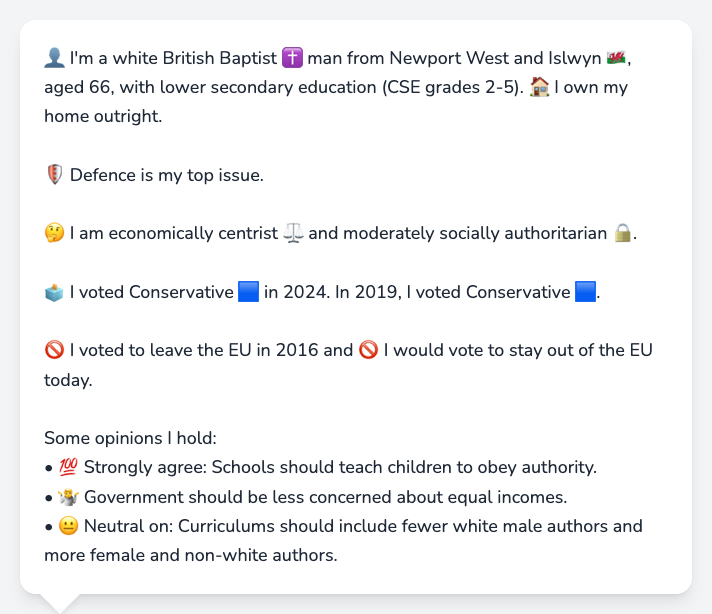 👤 I'm a white British Baptist ✝️ man from Newport West and Islwyn 🏴󠁧󠁢󠁷󠁬󠁳󠁿,
aged 66, with lower secondary education (CSE grades 2-5). 🏠 I own my
home outright.
🛡️ Defence is my top issue.
🤔 I am economically centrist ⚖️ and moderately socially authoritarian 🔒.
🗳️ I voted Conservative 🟦 in 2024. In 2019, I voted Conservative 🟦.
🚫 I voted to leave the EU in 2016 and 🚫 I would vote to stay out of the EU
today.
Some opinions I hold:
• 💯 Strongly agree: Schools should teach children to obey authority.
• 🤷 Government should be less concerned about equal incomes.
• 😐 Neutral on: Curriculums should include fewer white male authors and
more female and non-white authors.